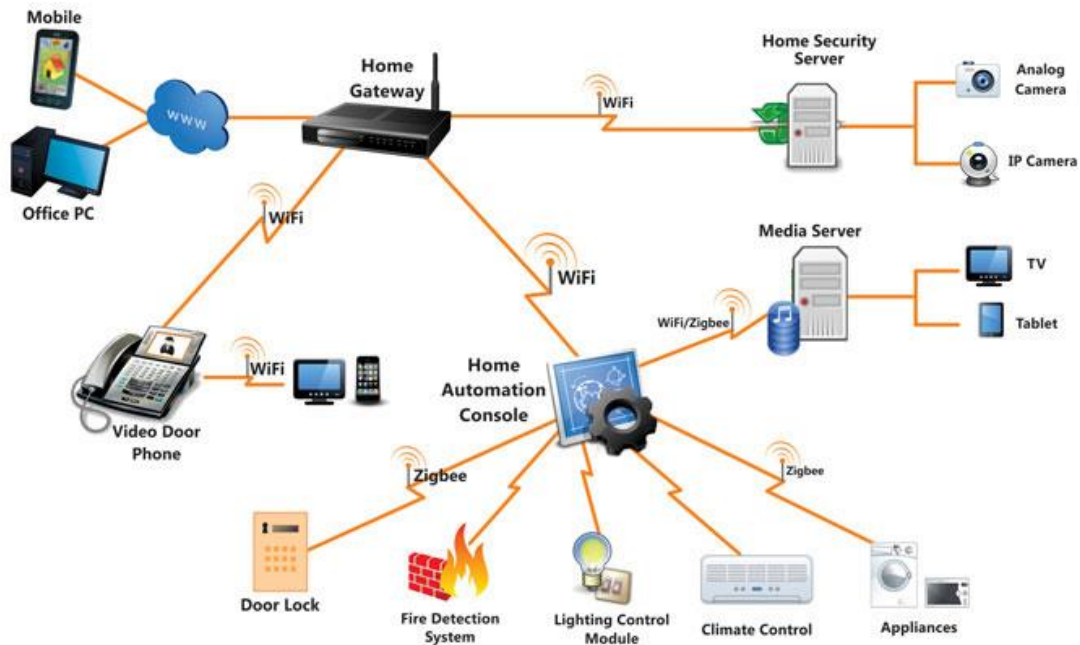 Mobile
Home
Gateway
Home Security
Server
Analog
Camera
WiFi
www
IP Camera
Office PC
WiFi
Media Server
WiFi
TV
WiFi/Zigbee
Tablet
WiFi
Home
Automation
Console
Video Door
Phone
Zigbee
Zigbee
Door Lock
Fire Detection
System
Lighting Control
Module
Climate Control
Appliances